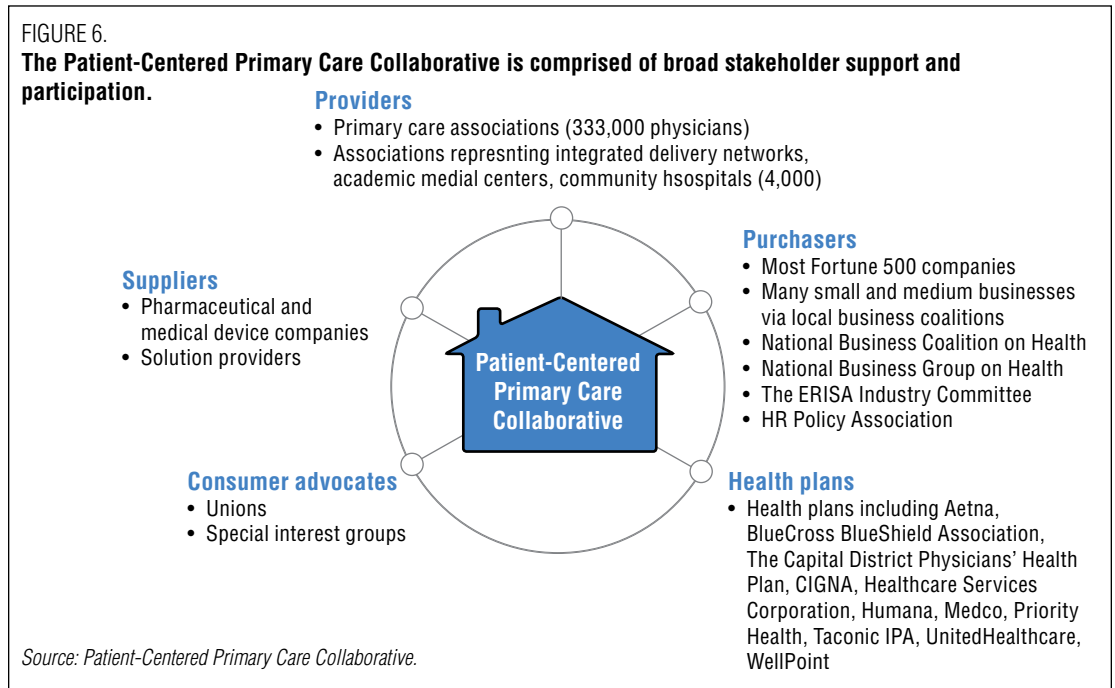 FIGURE 6.
The Patient-Centered Primary Care Collaborative is comprised of broad stakeholder support and
participation.
Providers
• Primary care associations (333,000 physicians)
• Associations represnting integrated delivery networks,
academic medial centers, community hsospitals (4,000)
Purchasers
• Most Fortune 500 companies
• Many small and medium businesses
via local business coalitions
• National Business Coalition on Health
• National Business Group on Health
• The ERISA Industry Committee
• HR Policy Association
Suppliers
• Pharmaceutical and
medical device companies
• Solution providers
Patient-Centered
Primary Care
Collaborative
Consumer advocates
• Unions
• Special interest groups
Health plans
• Health plans including Aetna,
BlueCross BlueShield Association,
The Capital District Physicians’ Health
Plan, CIGNA, Healthcare Services
Corporation, Humana, Medco, Priority
Health, Taconic IPA, UnitedHealthcare,
WellPoint
Source: Patient-Centered Primary Care Collaborative.